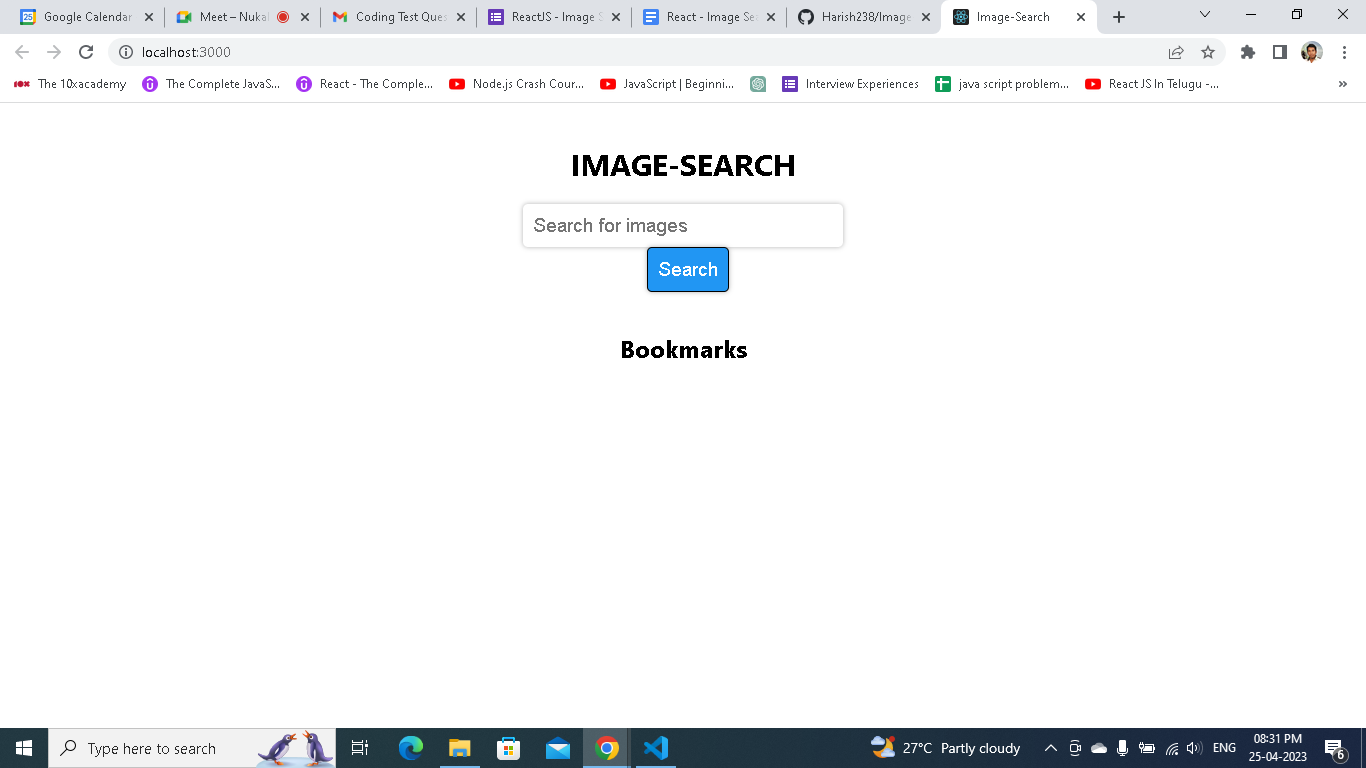 Google Calendar
Meet – Nukal
Coding Test Ques
ReactJS - Image S
React - Image Sea
Harish238/Image
Image-Search
localhost:3000
The 10xacademy
The Complete JavaS...
React - The Comple...
Node.js Crash Cour...
JavaScript | Beginni...
Interview Experiences
java script problem...
React JS In Telugu -...
IMAGE-SEARCH
Search for images
Search
Bookmarks
Type here to search
27°C Partly cloudy
ENG
08:31 PM
25-04-2023
6